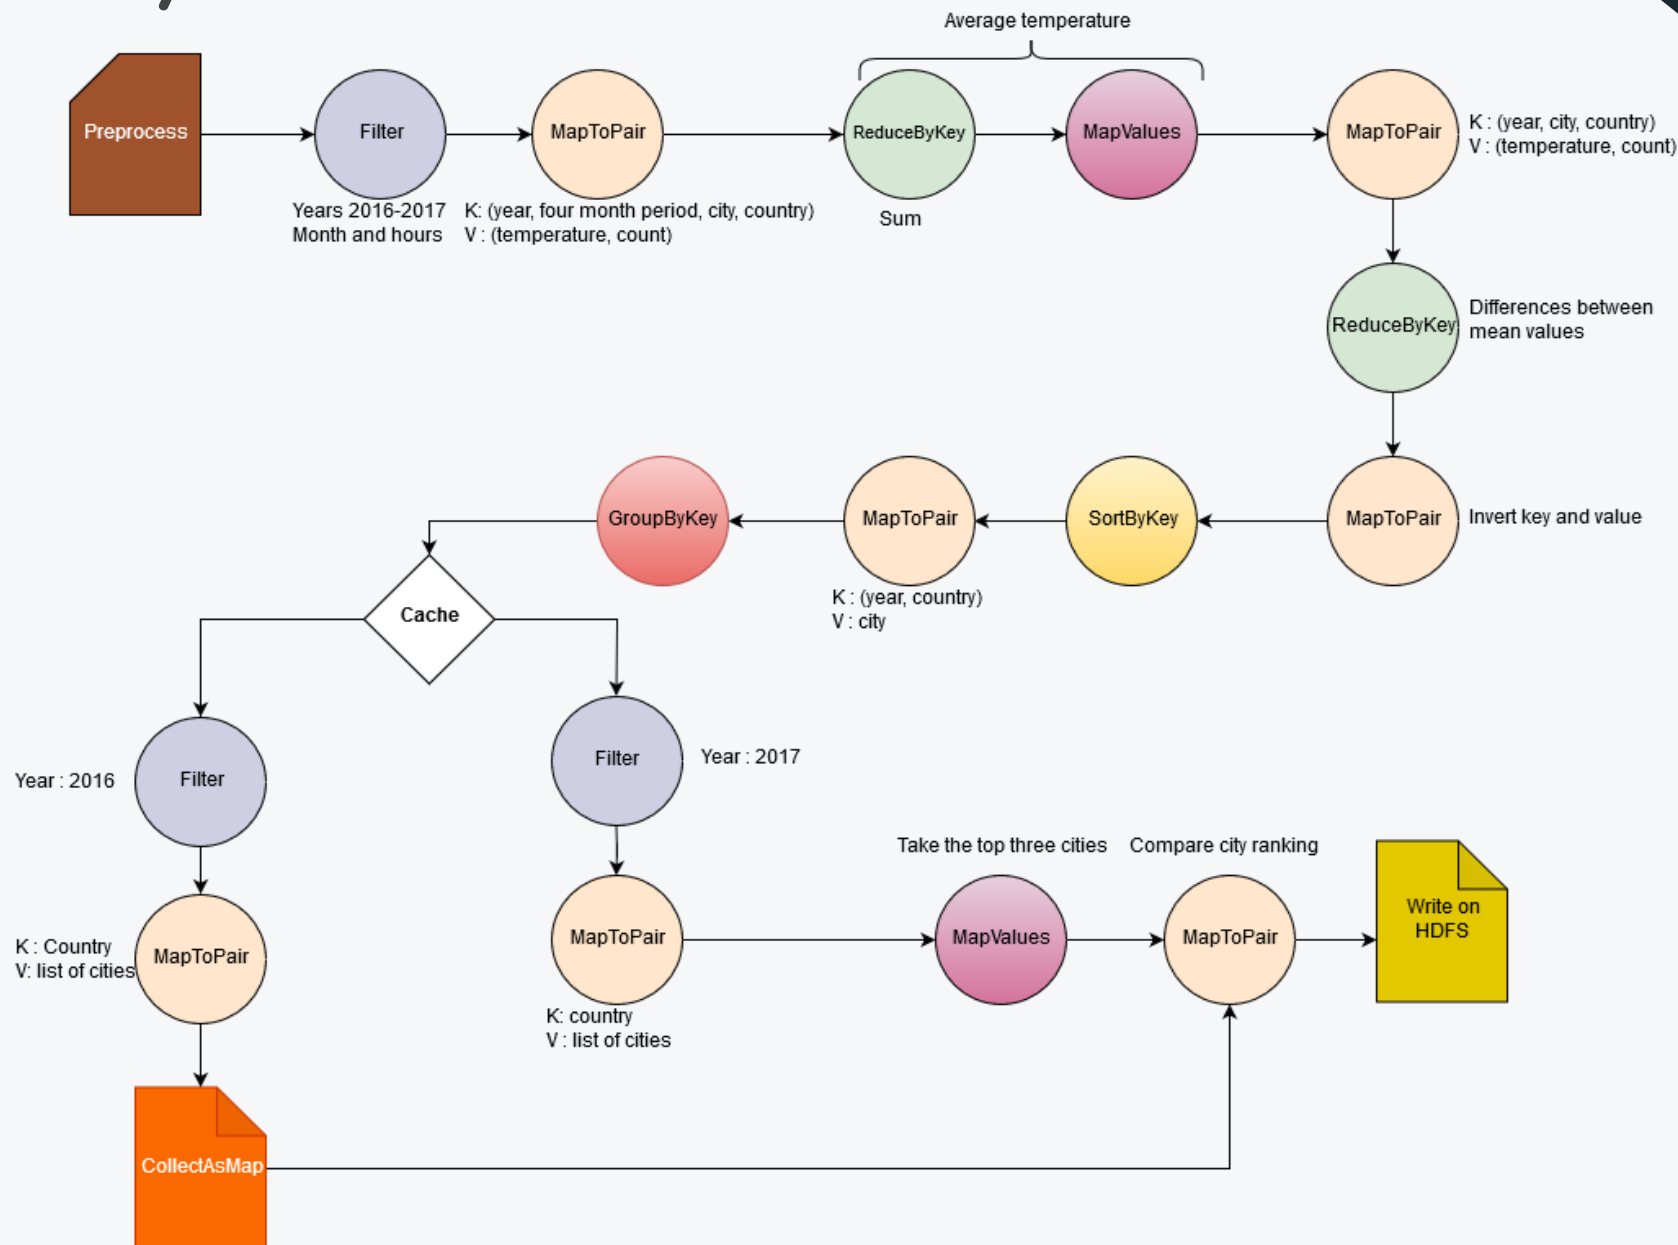 Average temperature
Preprocess
Filter
MapToPair
ReduceByKey
MapValues
MapToPair
K : (year, city, country)
V : (temperature, count)
Years 2016-2017
Month and hours
K: (year, four month period, city, country)
V : (temperature, count)
Sum
ReduceByKey
Differences between
mean values
GroupByKey
MapToPair
SortByKey
MapToPair
Invert key and value
K : (year, country)
V : city
Cache
Year : 2016
Filter
Filter
Year : 2017
Take the top three cities
Compare city ranking
K : Country
V: list of cities
MapToPair
MapToPair
K: country
V : list of cities
MapValues
MapToPair
Write on
HDFS
CollectAsMap